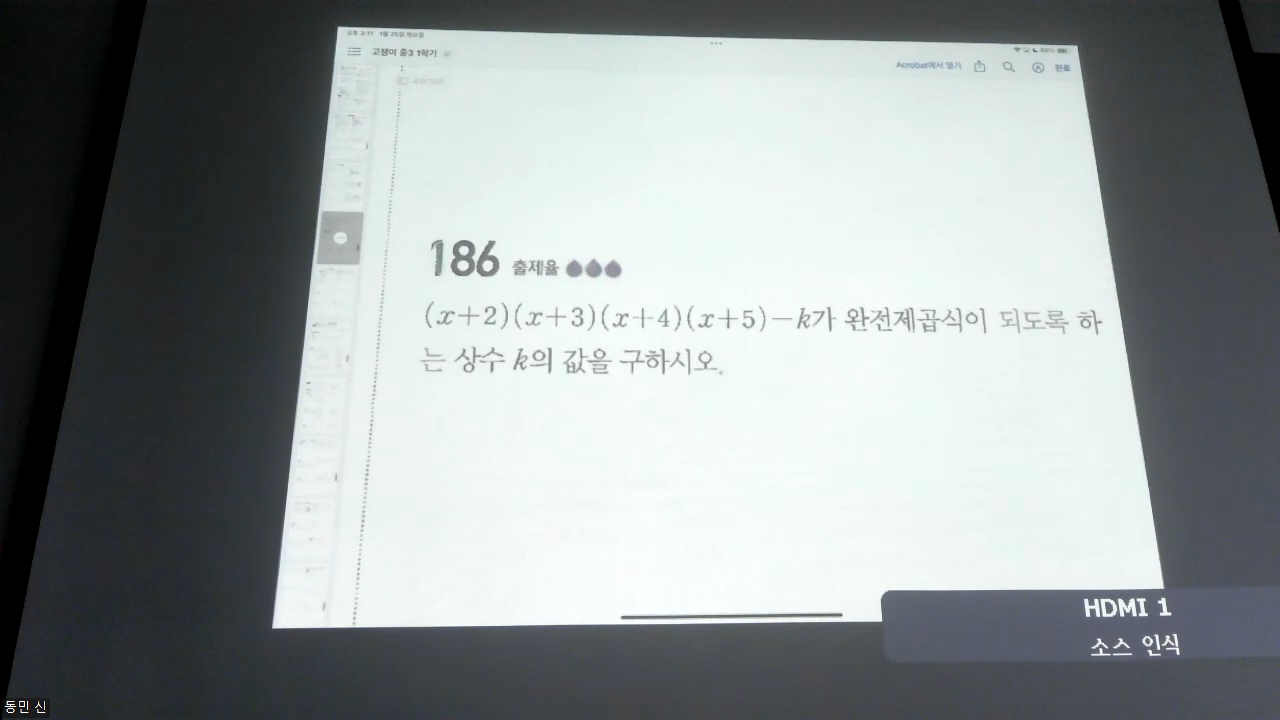 고쟁이 중3 1학기
Acrobat에서 열기
완료
186 출제율
(x+2)(x+3)(x+4)(x+5)-k가 완전제곱식이 되도록 하
는 상수 k의 값을 구하시오.
HDMI 1
소스 인식
동민 신